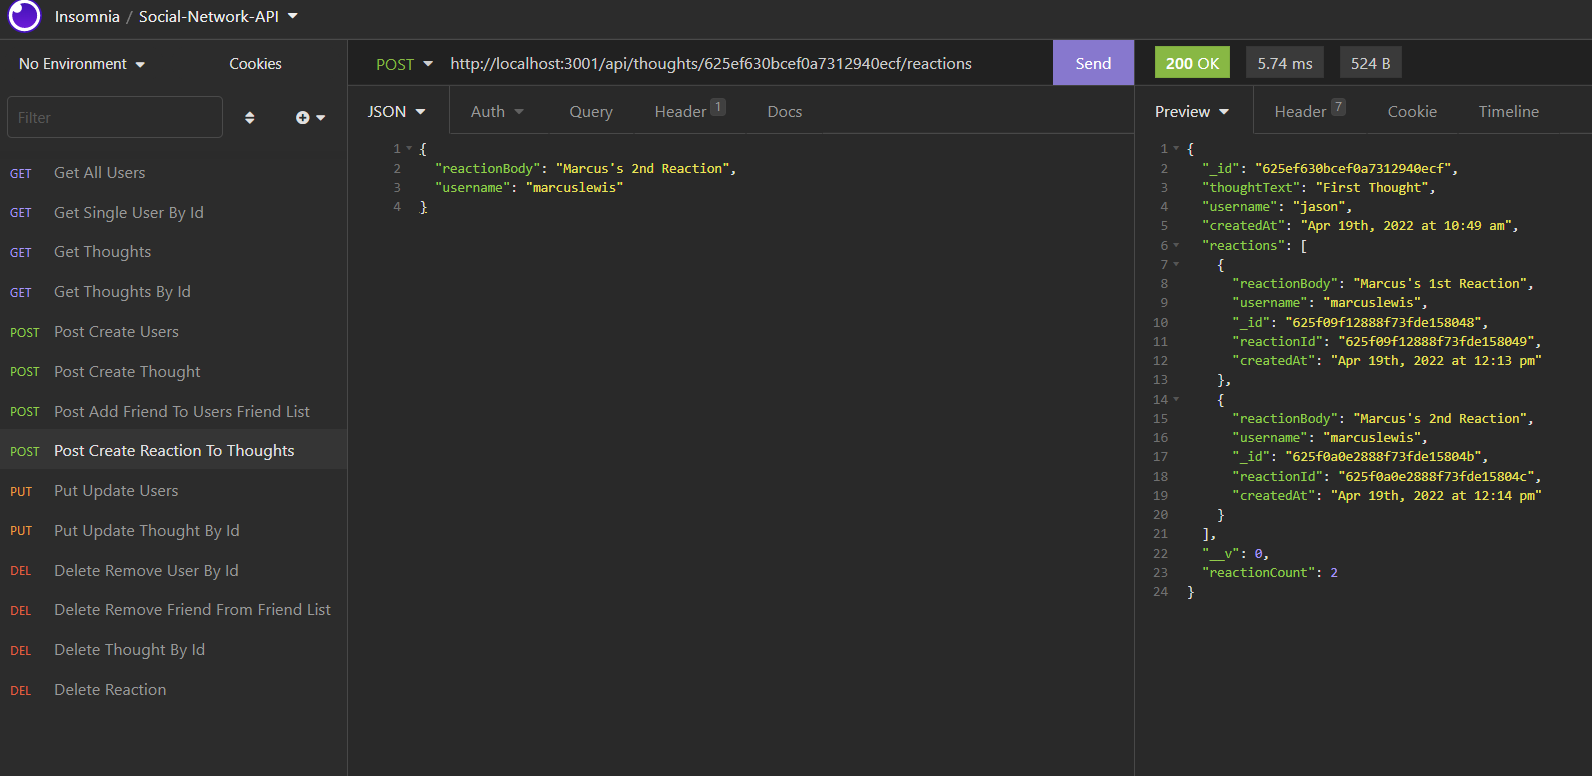 Insomnia / Social-Network-API
No Environment
Cookies
Filter
GET Get All Users
GET Get Single User By Id
GET Get Thoughts
GET Get Thoughts By Id
POST Post Create Users
POST Post Create Thought
POST Post Add Friend To Users Friend List
POST Post Create Reaction To Thoughts
PUT Put Update Users
PUT Put Update Thought By Id
DEL Delete Remove User By Id
DEL Delete Remove Friend From Friend List
DEL Delete Thought By Id
DEL Delete Reaction
POST http://localhost:3001/api/thoughts/625ef630bcef0a7312940ecf/reactions Send
JSON Auth Query Header 1 Docs
1 {
2 "reactionBody": "Marcus's 2nd Reaction",
3 "username": "marcuslewis"
4 }
200 OK 5.74 ms 524 B
Preview Header 7 Cookie Timeline
1 {
2 "_id": "625ef630bcef0a7312940ecf",
3 "thoughtText": "First Thought",
4 "username": "jason",
5 "createdAt": "Apr 19th, 2022 at 10:49 am",
6 "reactions": [
7 {
8 "reactionBody": "Marcus's 1st Reaction",
9 "username": "marcuslewis",
10 "_id": "625f09f12888f73fde158048",
11 "reactionId": "625f09f12888f73fde158049",
12 "createdAt": "Apr 19th, 2022 at 12:13 pm"
13 },
14 {
15 "reactionBody": "Marcus's 2nd Reaction",
16 "username": "marcuslewis",
17 "_id": "625f0a0e2888f73fde15804b",
18 "reactionId": "625f0a0e2888f73fde15804c",
19 "createdAt": "Apr 19th, 2022 at 12:14 pm"
20 }
21 ],
22 "__v": 0,
23 "reactionCount": 2
24 }